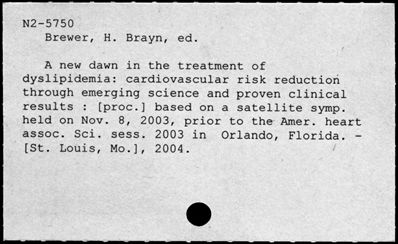 N2-5750
Brewer, H. Brayn, ed.
A new dawn in the treatment of
dyslipidemia: cardiovascular risk reduction
through emerging science and proven clinical
results : [proc.] based on a satellite symp.
held on Nov. 8, 2003, prior to the Amer. heart
assoc. Sci. sess. 2003 in Orlando, Florida. -
[St. Louis, Mo.], 2004.